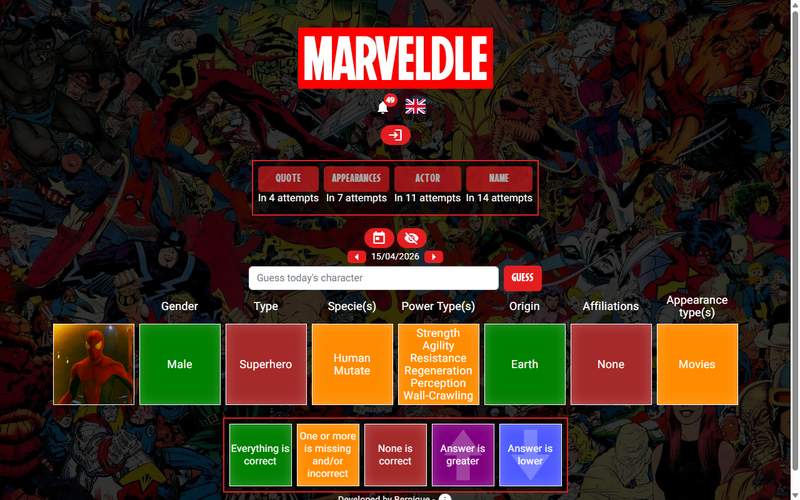 MARVELDLE
49
QUOTE APPEARANCES ACTOR NAME
In 4 attempts In 7 attempts In 11 attempts In 14 attempts
15/04/2026
Guess today's character GUESS
Gender Type Specie(s) Power Type(s) Origin Affiliations Appearance
type(s)
Male
Superhero
Human
Mutate
Strength
Agility
Resistance
Regeneration
Perception
Wall-Crawling
Earth
None
Movies
Everything is
correct
One or more
is missing
and/or
incorrect
None is
correct
Answer is
greater
Answer is
lower
Developed by Pernique -